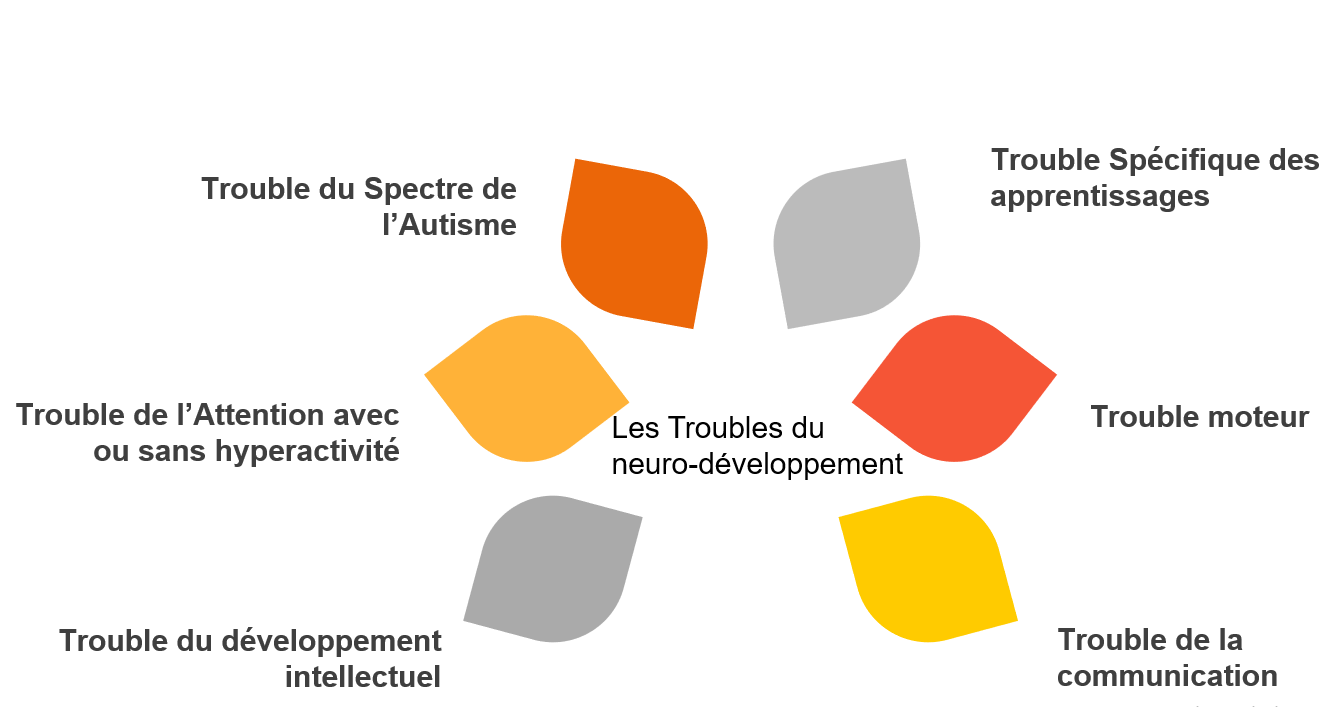 Trouble Spécifique des
apprentissages
Trouble du Spectre de
l’Autisme
Trouble de l’Attention avec
ou sans hyperactivité
Les Troubles du
neuro-développement
Trouble moteur
Trouble du développement
intellectuel
Trouble de la
communication